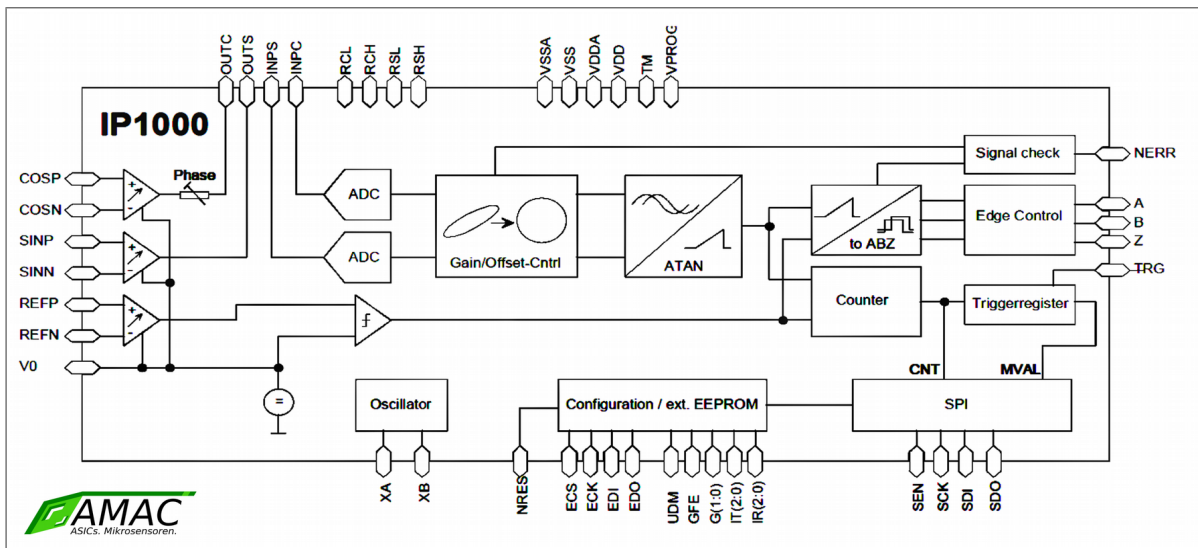 OUTC
OUTS
INPS
INPC
RCL
RCH
RSL
RSH
VSSA
VSS
VDDA
VDD
TM
VPROG
IP1000
COSP
COSN
SINP
SINN
REFP
REFN
V0
Phase
ADC
ADC
Gain/Offset-Cntrl
ATAN
to ABZ
Signal check
NERR
Edge Control
A
B
Z
TRG
Counter
Triggerregister
CNT
MVAL
Oscillator
Configuration / ext. EEPROM
SPI
XA
XB
NRES
ECS
ECK
EDI
EDO
UDM
GFE
G(1:0)
IT(2:0)
IR(2:0)
SEN
SCK
SDI
SDO
AMAC
ASICs. Mikrosensoren.